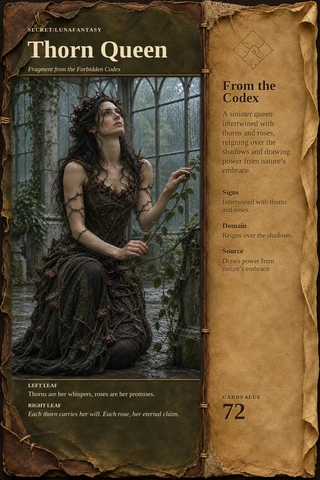 SECRET/LUNAFANTASY
Thorn Queen
Fragment from the Forbidden Codex
LEFT LEAF
Thorns are her whispers, roses are her promises.
RIGHT LEAF
Each thorn carries her will. Each rose, her eternal claim.
From the
Codex
A sinister queen
intertwined with
thorns and roses,
reigning over the
shadows and drawing
power from nature's
embrace.
Signs
Intertwined with thorns
and roses.
Domain
Reigns over the shadows.
Source
Draws power from
nature's embrace.
CARDVALUE
72